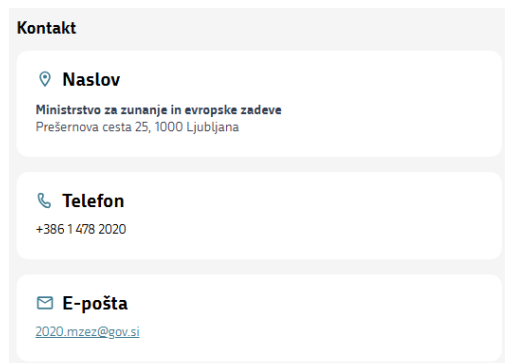 Kontakt
Naslov
Ministrstvo za zunanje in evropske zadeve
Prešernova cesta 25, 1000 Ljubljana
Telefon
+386 1 478 2020
E-pošta
2020.mzez@gov.si